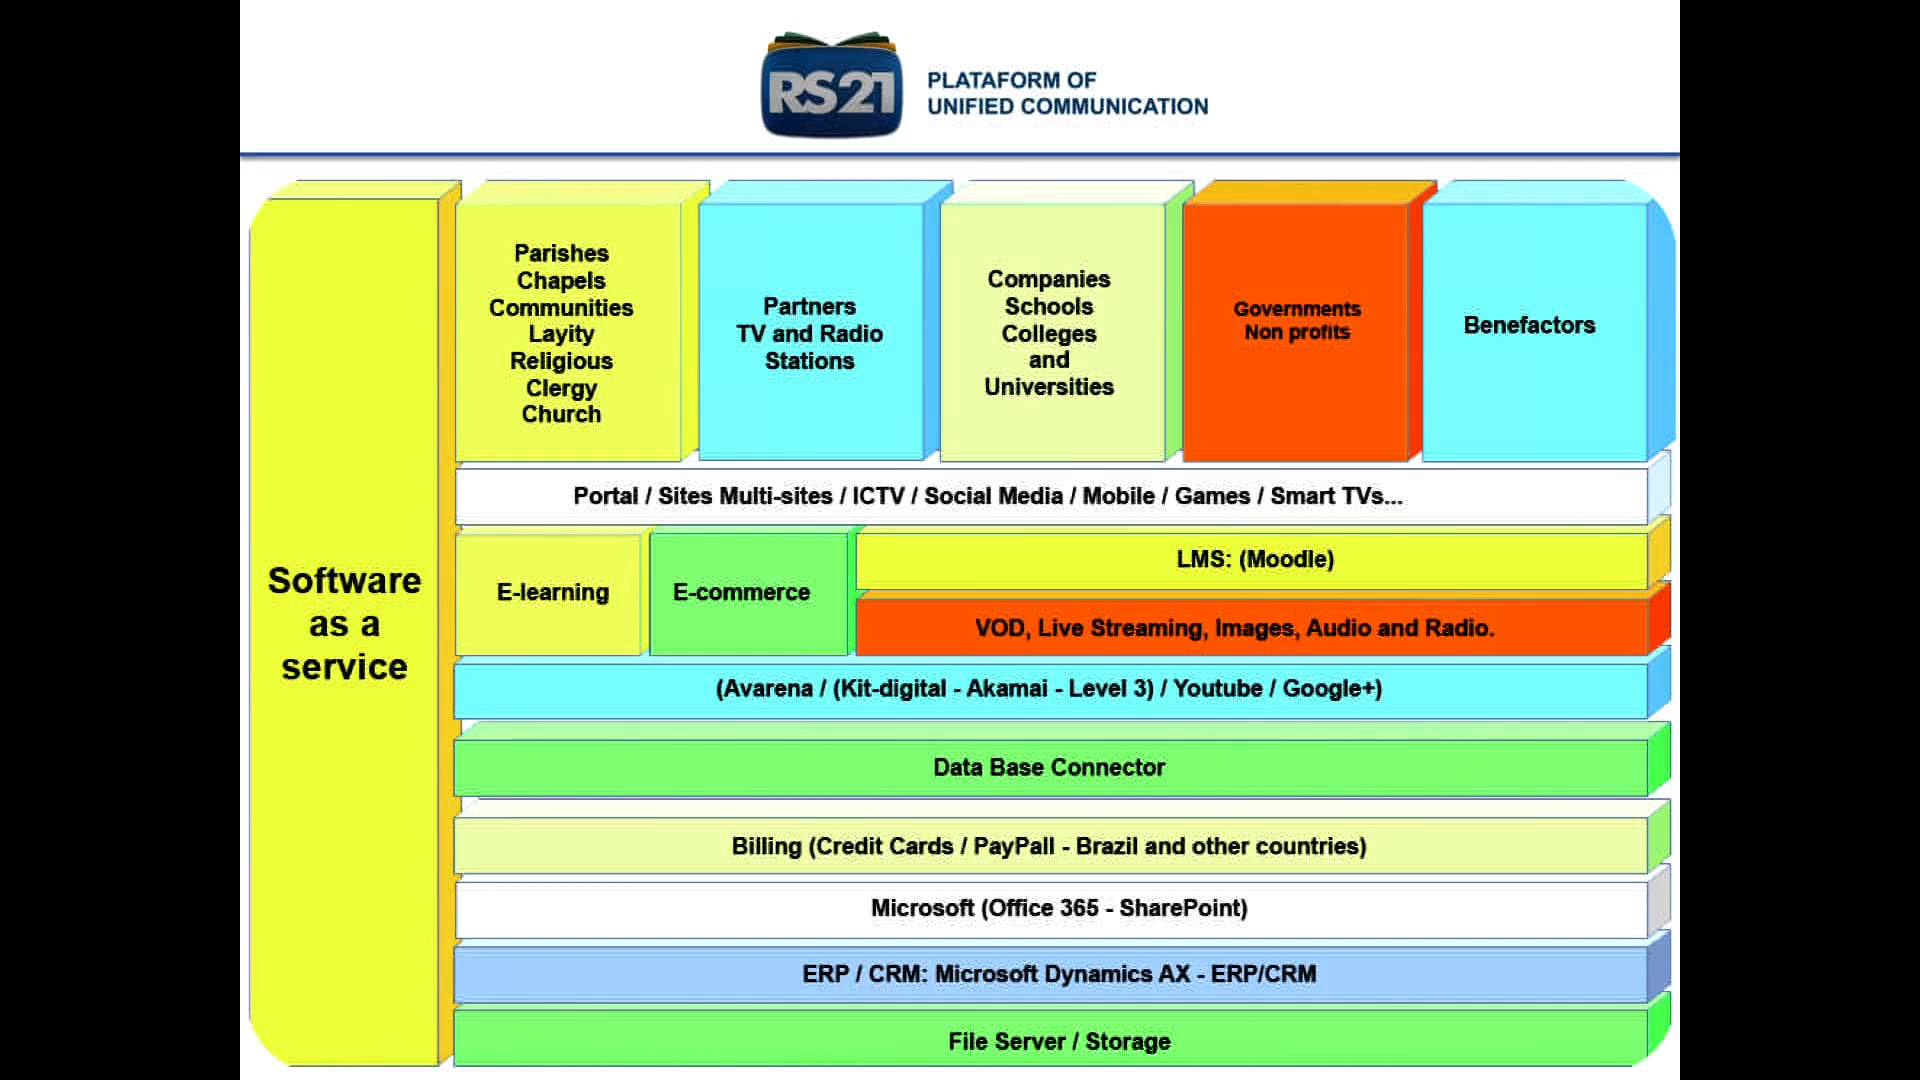 RS21
PLATAFORM OF
UNIFIED COMMUNICATION
Software
as a
service
Parishes
Chapels
Communities
Layity
Religious
Clergy
Church
Partners
TV and Radio
Stations
Companies
Schools
Colleges
and
Universities
Governments
Non profits
Benefactors
Portal / Sites Multi-sites / ICTV / Social Media / Mobile / Games / Smart TVs...
E-learning
E-commerce
LMS: (Moodle)
VOD, Live Streaming, Images, Audio and Radio.
(Avarena / (Kit-digital - Akamai - Level 3) / Youtube / Google+)
Data Base Connector
Billing (Credit Cards / PayPall - Brazil and other countries)
Microsoft (Office 365 - SharePoint)
ERP / CRM: Microsoft Dynamics AX - ERP/CRM
File Server / Storage